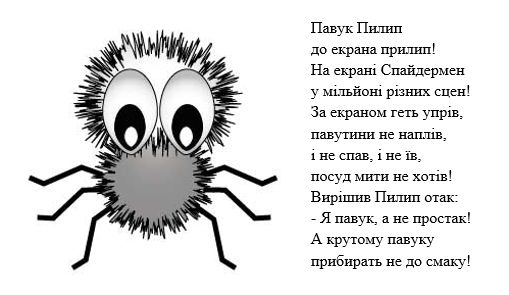 Павук Пилип
до екрана прилип!
На екрані Спайдермен
у мільйоні різних сцен!
За екраном геть упрів,
павутини не наплів,
і не спав, і не їв,
посуд мити не хотів!
Вирішив Пилип отак:
- Я павук, а не простак!
А крутому павуку
прибирать не до смаку!